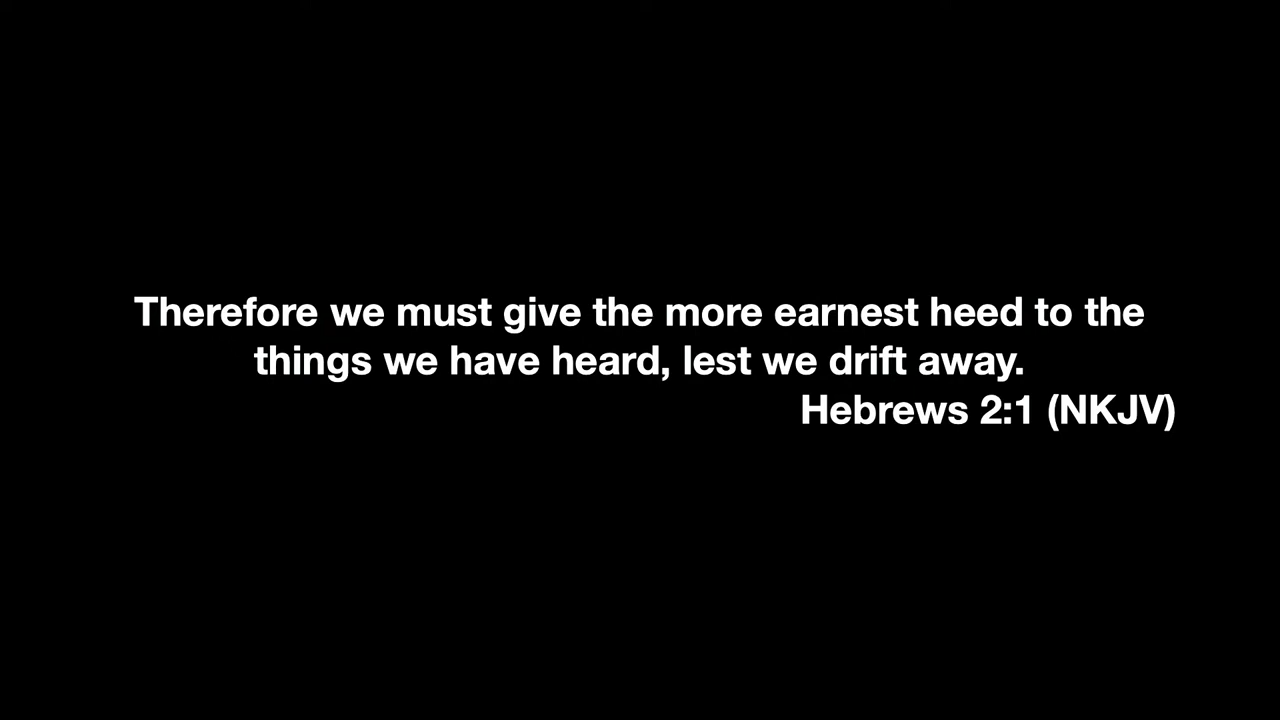 Therefore we must give the more earnest heed to the
things we have heard, lest we drift away.
Hebrews 2:1 (NKJV)